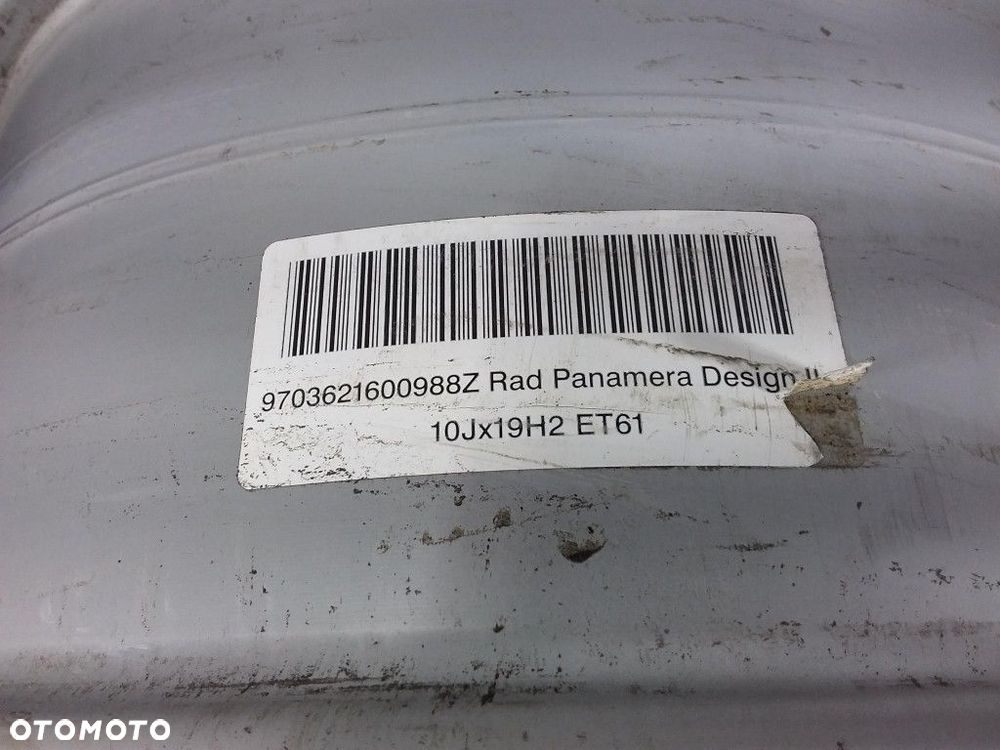 9703621600988Z Rad Panamera Design II
10Jx19H2 ET61
OTOMOTO